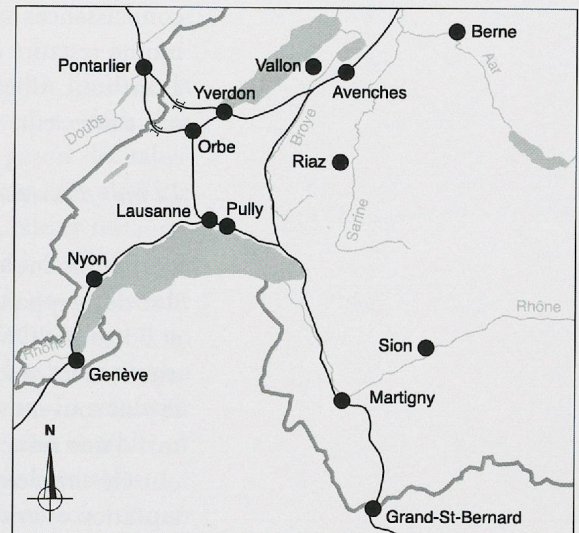 Berne
Pontarlier
Vallon
Aar
Yverdon
Avenches
Doubs
Broye
Orbe
Riaz
Sarine
Lausanne
Pully
Nyon
Rhône
Rhône
Sion
Genève
Martigny
N
Grand-St-Bernard